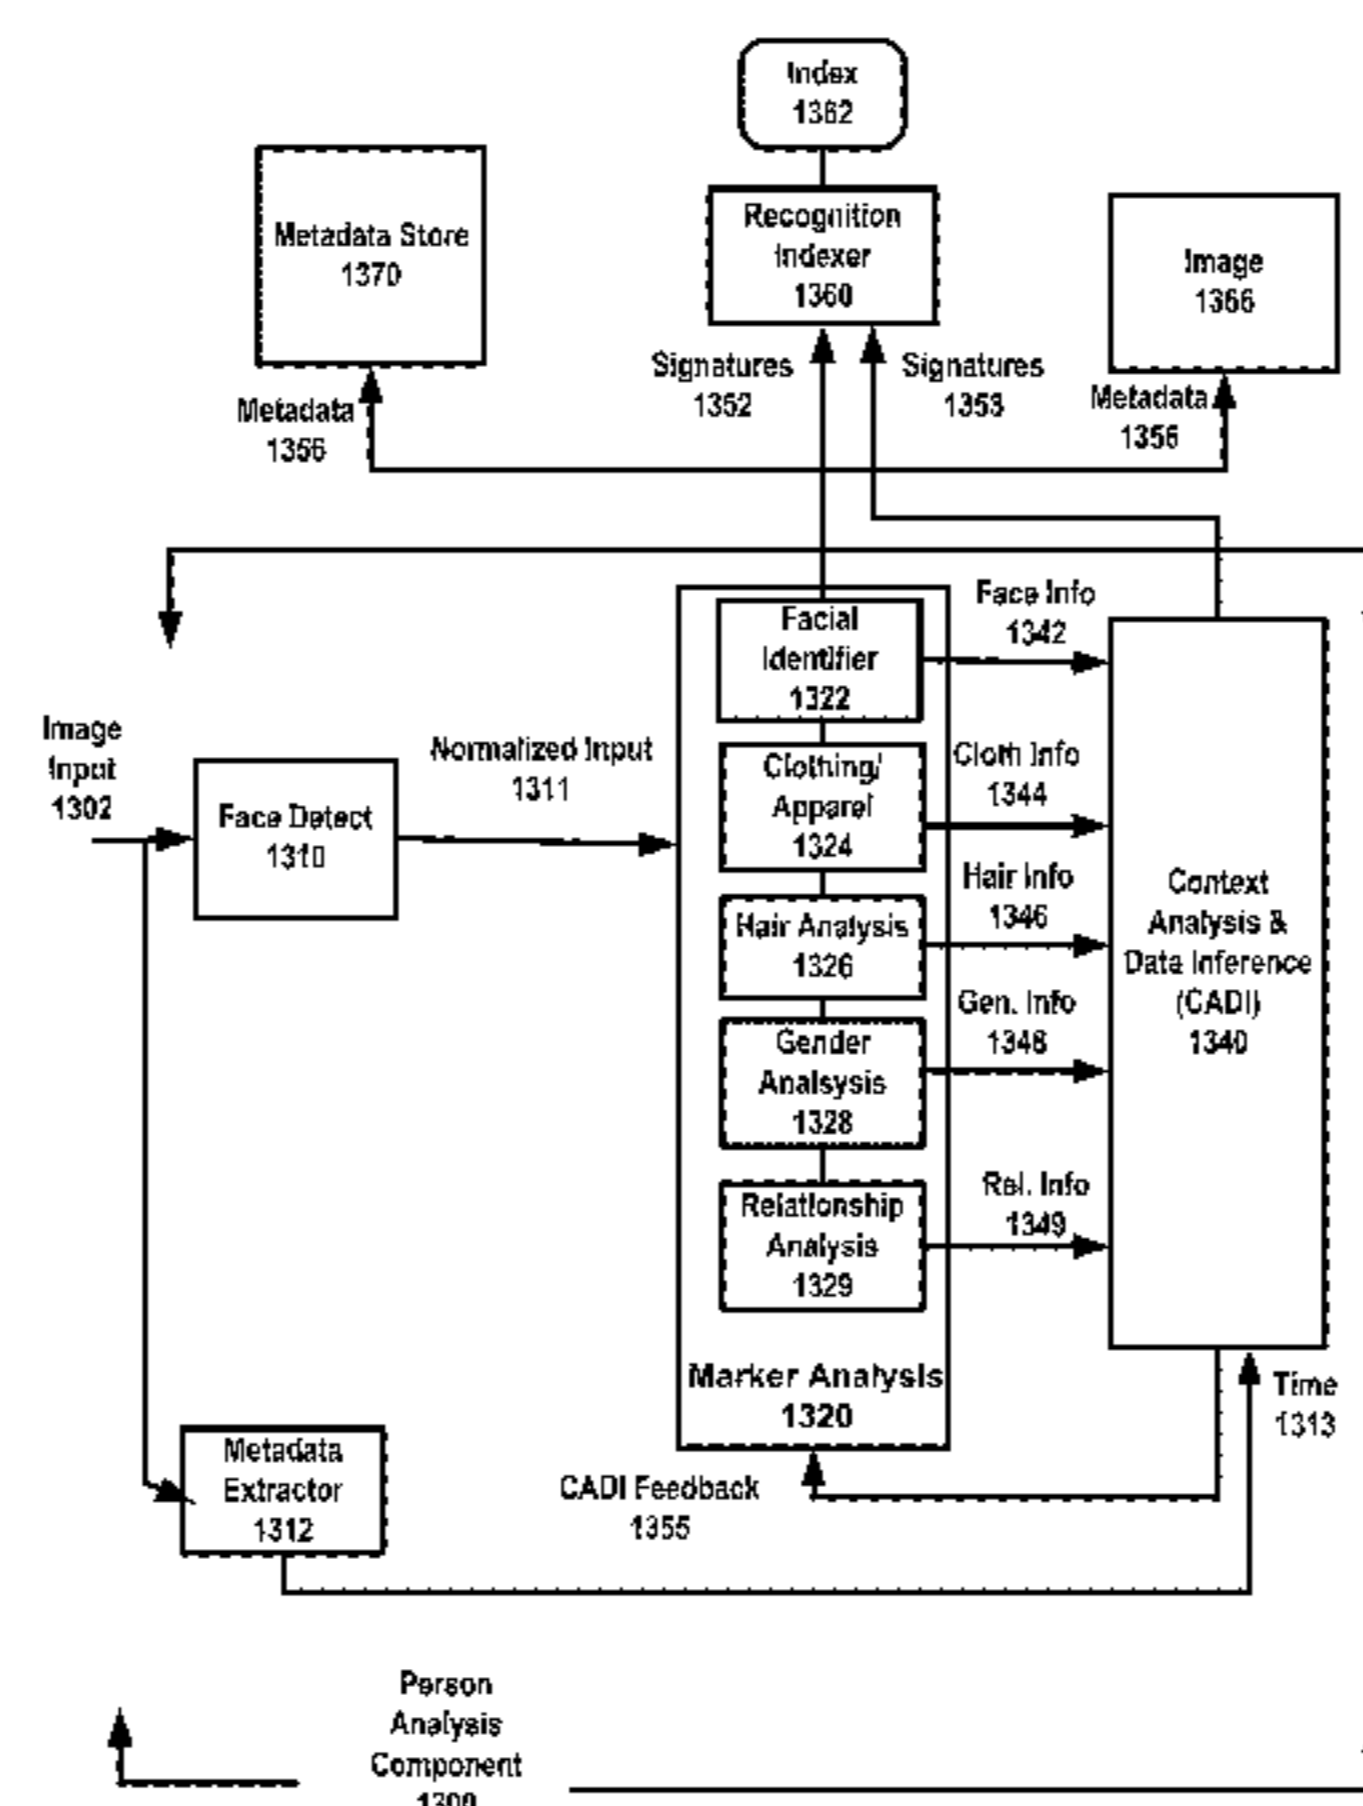 Index
1362
Metadata Store
1370
Recognition
Indexer
1360
Image
1366
Signatures
1352
Signatures
1353
Metadata
1356
Metadata
1356
Face Info
1342
Facial
Identifier
1322
Image
Input
1302
Normalized Input
1311
Cloth Info
1344
Clothing/
Apparel
1324
Face Detect
1310
Hair Info
1346
Hair Analysis
1326
Context
Analysis &
Data Inference
(CADI)
1340
Gen. Info
1348
Gender
Analsysis
1328
Rel. Info
1349
Relationship
Analysis
1329
Marker Analysis
1320
Time
1313
Metadata
Extractor
1312
CADI Feedback
1355
Person
Analysis
Component
1300